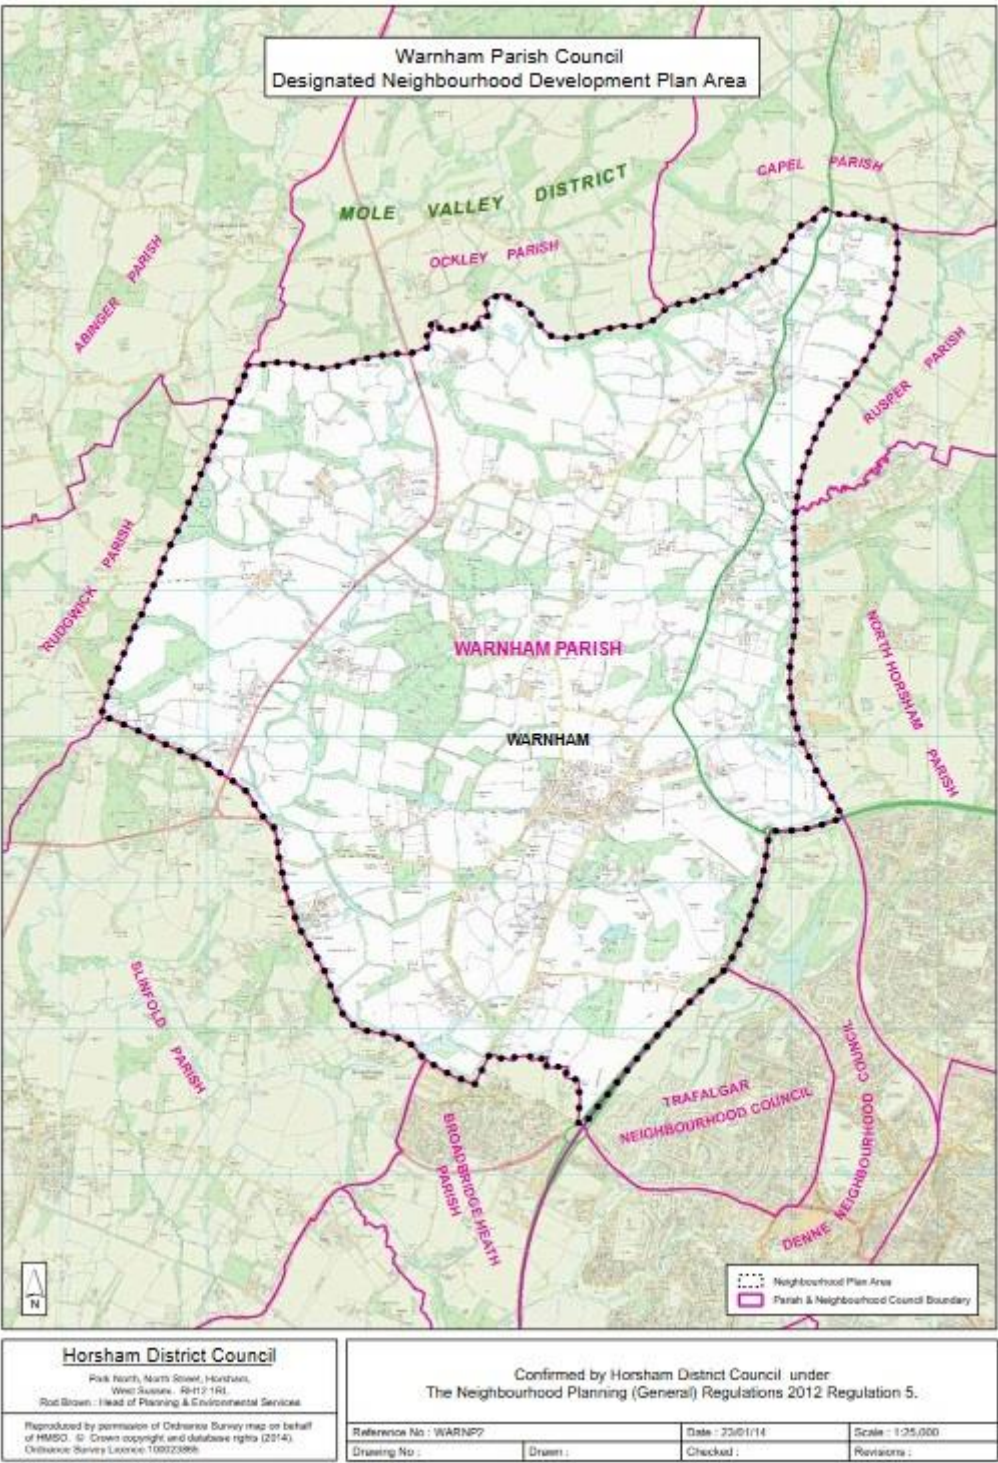 Warnham Parish Council
Designated Neighbourhood Development Plan Area
CAPEL PARISH
MOLE VALLEY DISTRICT
OCKLEY PARISH
ABINGER PARISH
RUSPER PARISH
RUDGWICK PARISH
NORTH HORSHAM PARISH
WARNHAM PARISH
WARNHAM
SLINFOLD PARISH
TRAFALGAR
NEIGHBOURHOOD COUNCIL
BROADBRIDGE HEATH
PARISH
DENNE NEIGHBOURHOOD COUNCIL
N
Neighbourhood Plan Area
Parish & Neighbourhood Council Boundary
Horsham District Council
Park North, North Street, Horsham,
West Sussex. RH12 1RL
Rod Brown : Head of Planning & Environmental Services
Reproduced by permission of Ordnance Survey map on behalf
of HMSO. © Crown copyright and database rights (2014).
Ordnance Survey Licence.100023865
Confirmed by Horsham District Council under
The Neighbourhood Planning (General) Regulations 2012 Regulation 5.
Reference No : WARNP2
Date : 23/01/14
Scale : 1:25,000
Drawing No :
Drawn :
Checked :
Revisions :